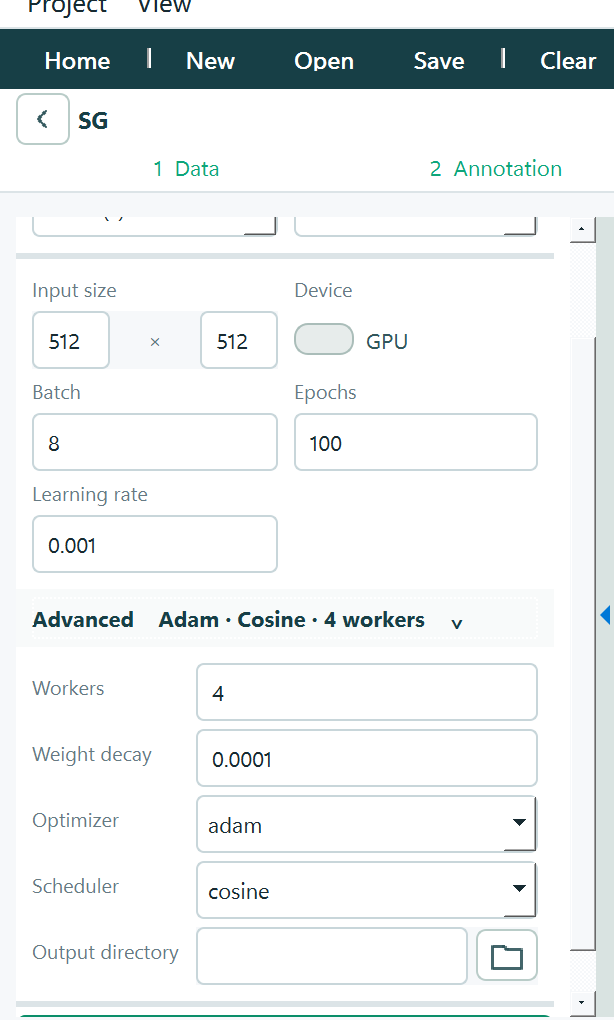 Project View
Home | New Open Save | Clear
SG
1 Data 2 Annotation
Input size Device
512 × 512 GPU
Batch Epochs
8 100
Learning rate
0.001
Advanced Adam · Cosine · 4 workers v
Workers 4
Weight decay 0.0001
Optimizer adam
Scheduler cosine
Output directory